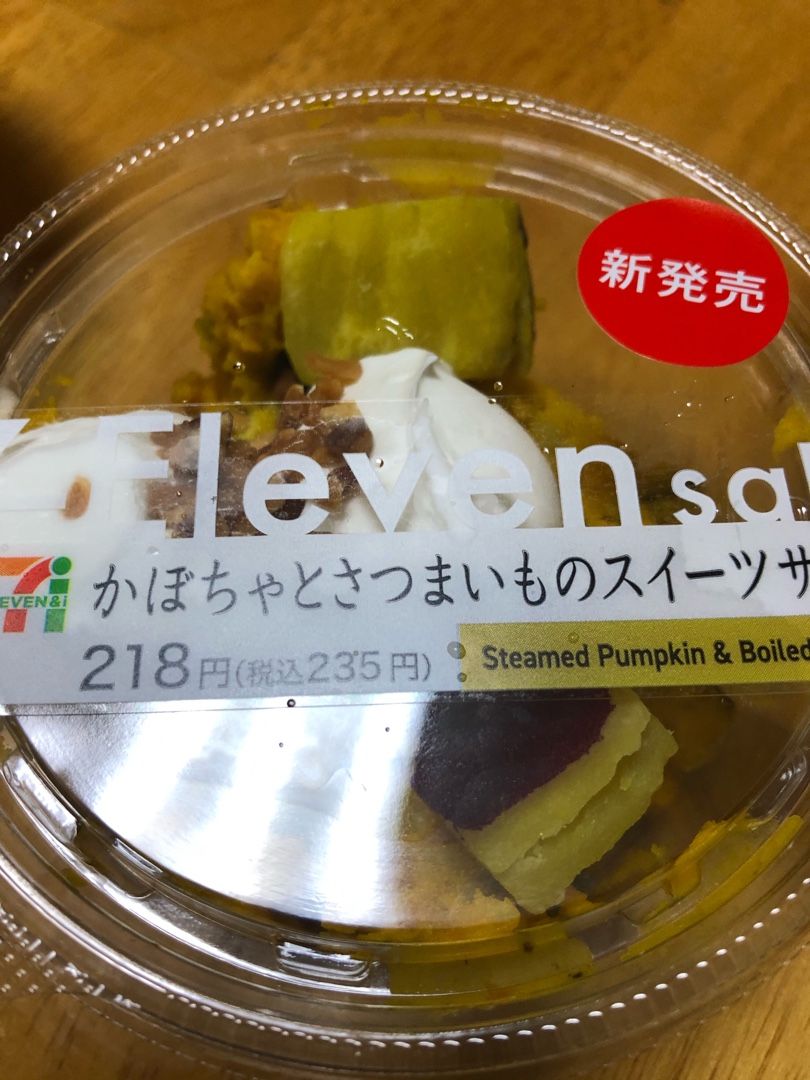 新発売
Eleven sa
EVEN&i
かぼちゃとさつまいものスイーツサ
218円(税込235円)
Steamed Pumpkin & Boiled